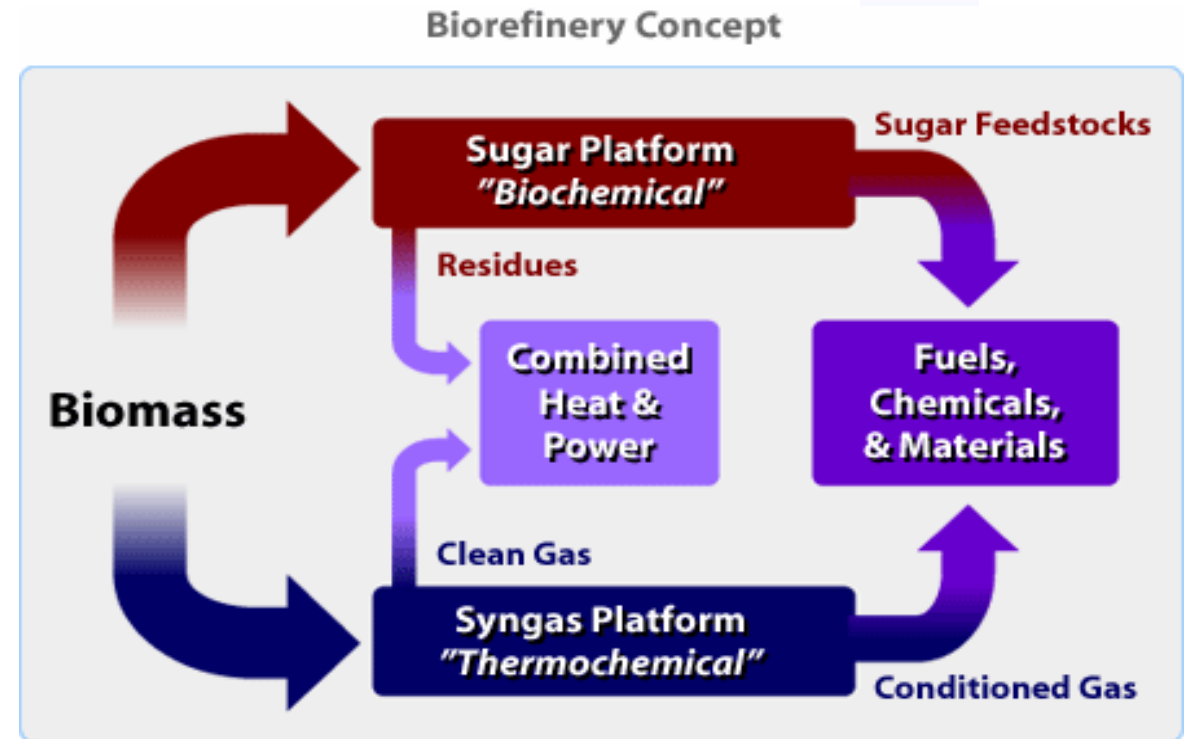 Biorefinery Concept
Sugar Feedstocks
Sugar Platform
"Biochemical"
Residues
Combined
Heat &
Power
Fuels,
Chemicals,
& Materials
Biomass
Clean Gas
Syngas Platform
"Thermochemical"
Conditioned Gas